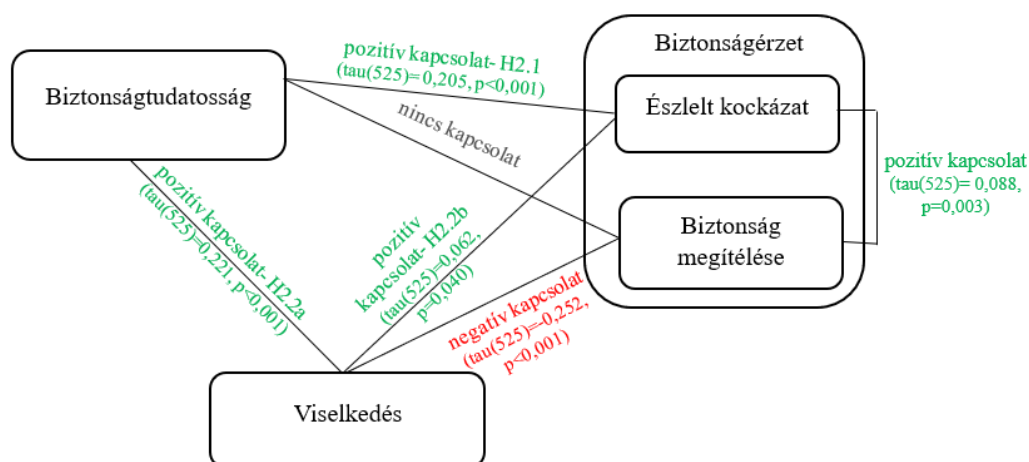 Biztonságtudatosság
pozitív kapcsolat- H2.1
(tau(525)= 0,205, p<0,001)
nincs kapcsolat
Biztonságérzet
Észlelt kockázat
Biztonság
megítélése
pozitív kapcsolat
(tau(525)= 0,088,
p=0,003)
pozitív kapcsolat- H2.2a
(tau(525)=0,221, p<0,001)
pozitív
kapcsolat- H2.2b
(tau(525)=0,062,
p=0,040)
negatív kapcsolat
(tau(525)=-0,252,
p<0,001)
Viselkedés